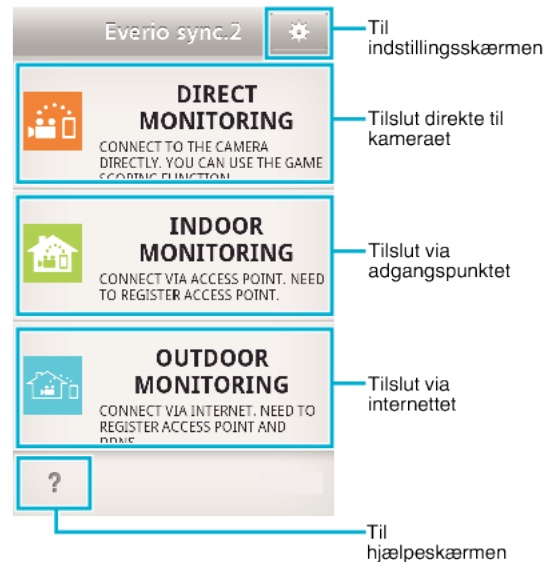 Everio sync.2
Til
indstillingsskærmen
DIRECT
MONITORING
CONNECT TO THE CAMERA
DIRECTLY. YOU CAN USE THE GAME
SCORING FUNCTION
Tilslut direkte til
kameraet
INDOOR
MONITORING
CONNECT VIA ACCESS POINT. NEED
TO REGISTER ACCESS POINT.
Tilslut via
adgangspunktet
OUTDOOR
MONITORING
CONNECT VIA INTERNET. NEED TO
REGISTER ACCESS POINT AND
Tilslut via
internettet
?
Til
hjælpeskærmen